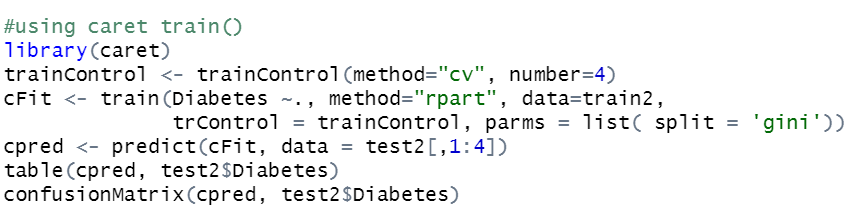 #using caret train()
library(caret)
trainControl <- trainControl(method="cv", number=4)
cFit <- train(Diabetes ~., method="rpart", data=train2,
trControl = trainControl, parms = list( split = 'gini'))
cpred <- predict(cFit, data = test2[,1:4])
table(cpred, test2$Diabetes)
confusionMatrix(cpred, test2$Diabetes)